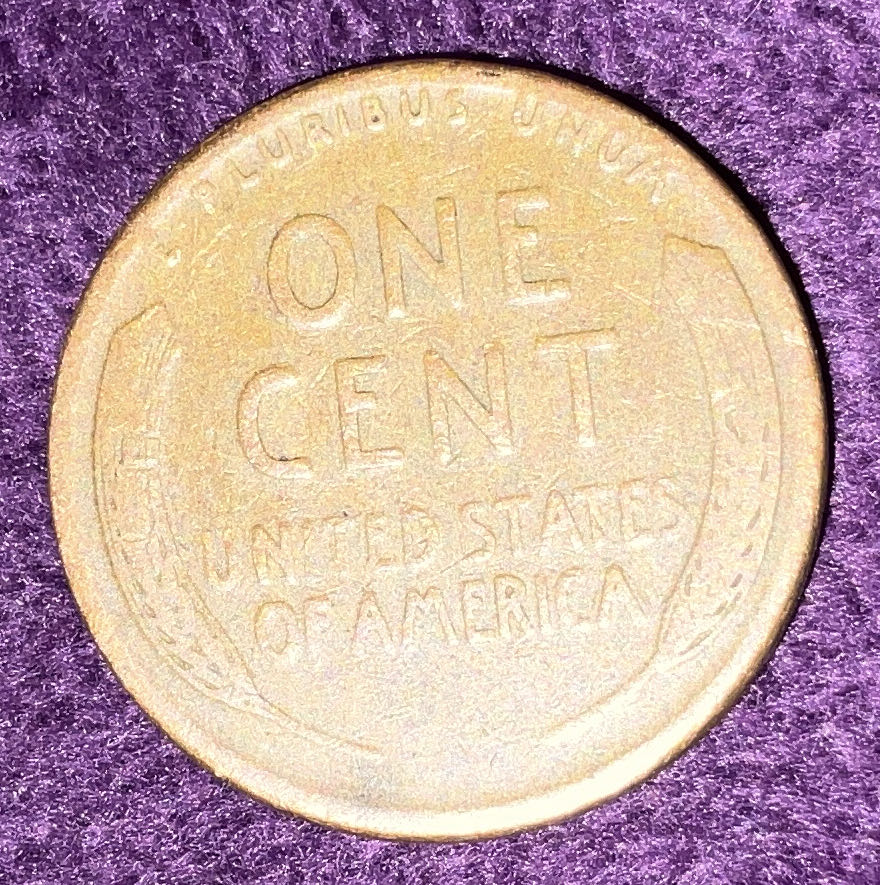 E PLURIBUS UNUM
ONE
CENT
UNITED STATES
OF AMERICA